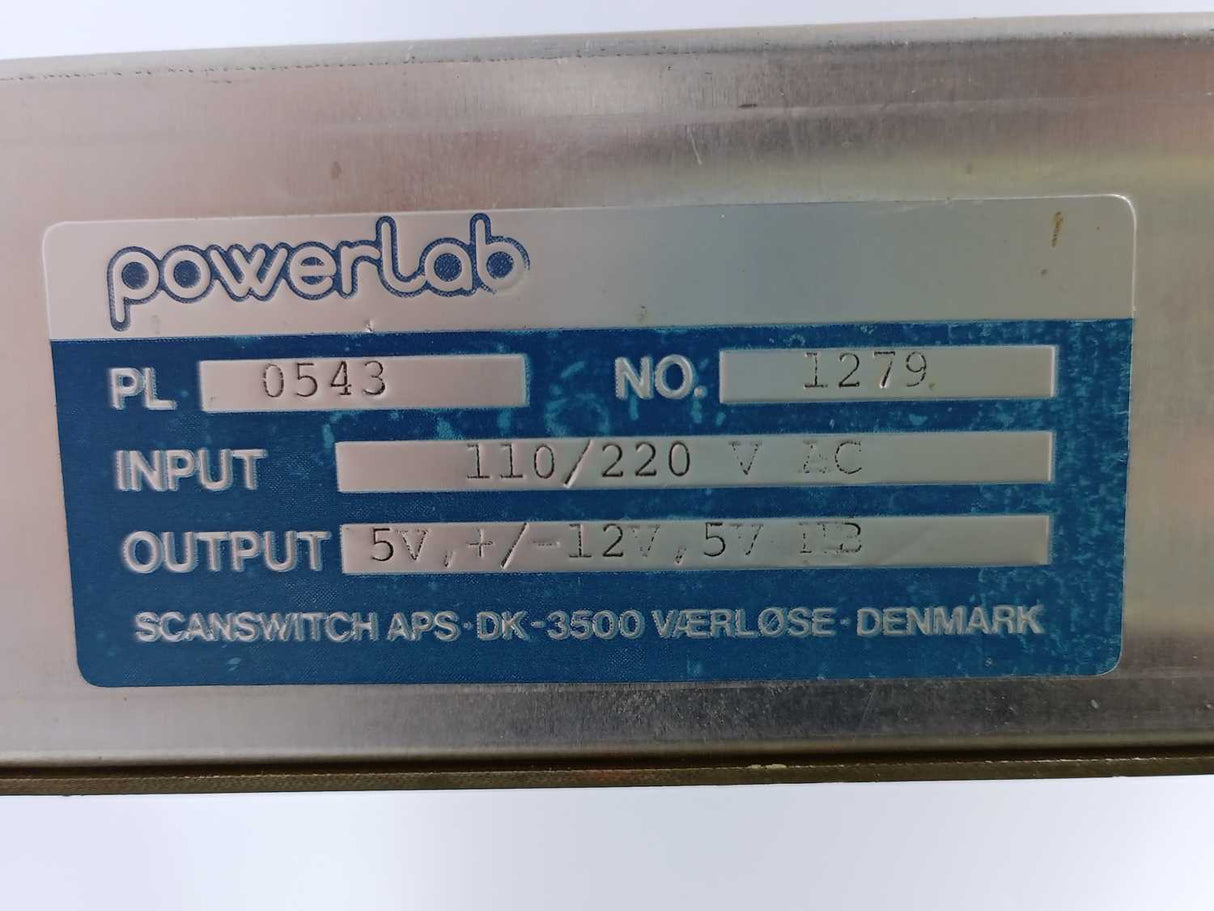 powerlab
PL 0543 NO. 1279
INPUT 110/220 V AC
OUTPUT 5V,+/-12V,5V
SCANSWITCH APS·DK-3500 VÆRLØSE·DENMARK